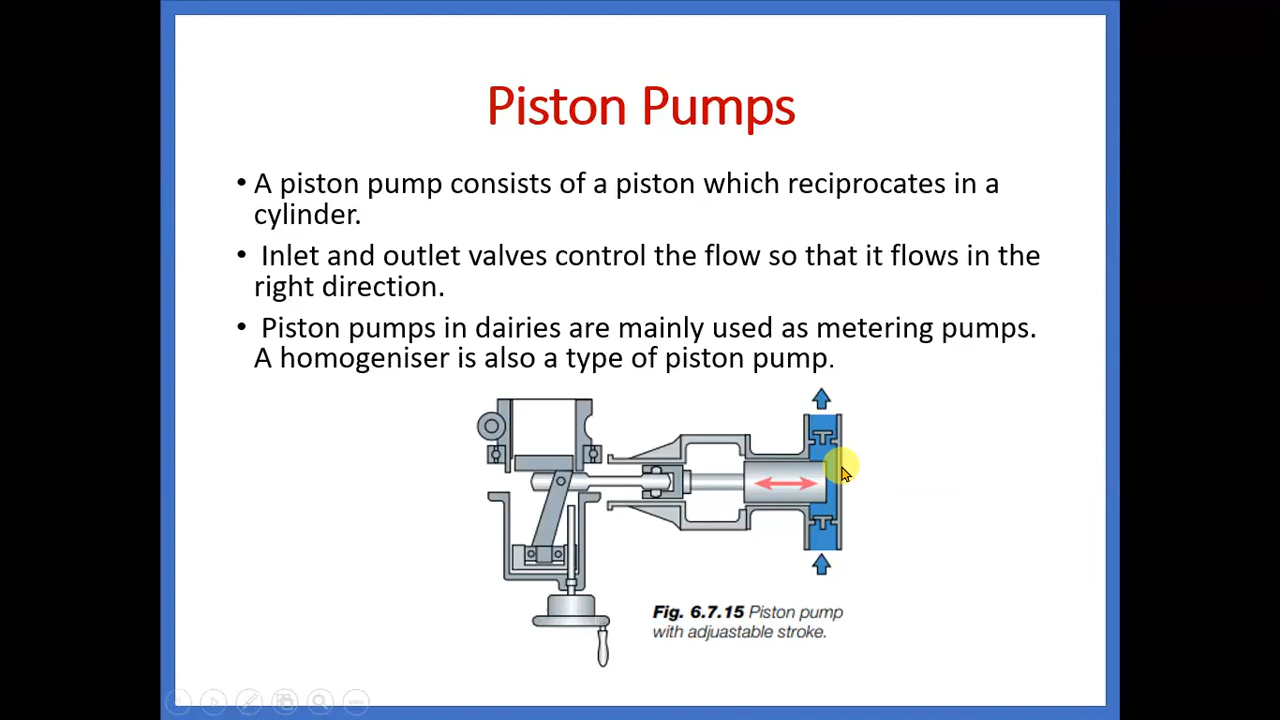 Piston Pumps
• A piston pump consists of a piston which reciprocates in a
cylinder.
• Inlet and outlet valves control the flow so that it flows in the
right direction.
• Piston pumps in dairies are mainly used as metering pumps.
A homogeniser is also a type of piston pump.
Fig. 6.7.15 Piston pump
with adjuastable stroke.